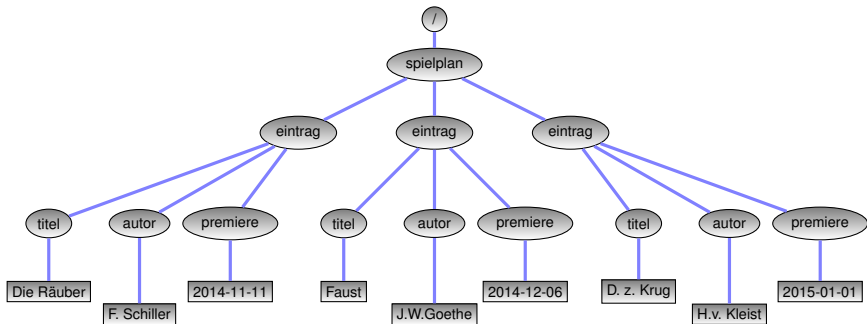 /
spielplan
eintrag eintrag eintrag
titel autor premiere titel autor premiere titel autor premiere
Die Räuber 2014-11-11 Faust 2014-12-06 D. z. Krug 2015-01-01
F. Schiller J.W.Goethe H.v. Kleist